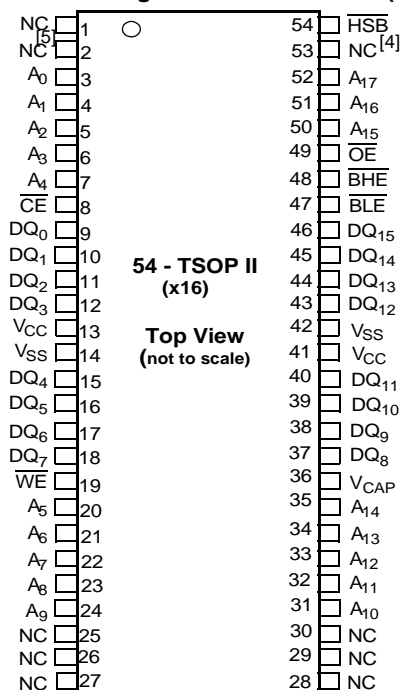 NC 1 54 HSB
[5]
NC 2 53 NC[4]
A0 3 52 A17
A1 4 51 A16
A2 5 50 A15
A3 6 49 OE
A4 7 48 BHE
CE 8 47 BLE
DQ0 9 46 DQ15
DQ1 10 45 DQ14
54 - TSOP II
DQ2 11 44 DQ13
(x16)
DQ3 12 43 DQ12
VCC 13 42 VSS
Top View
VSS 14 41 VCC
(not to scale)
DQ4 15 40 DQ11
DQ5 16 39 DQ10
DQ6 17 38 DQ9
DQ7 18 37 DQ8
WE 19 36 VCAP
A5 20 35 A14
A6 21 34 A13
A7 22 33 A12
A8 23 32 A11
A9 24 31 A10
NC 25 30 NC
NC 26 29 NC
NC 27 28 NC